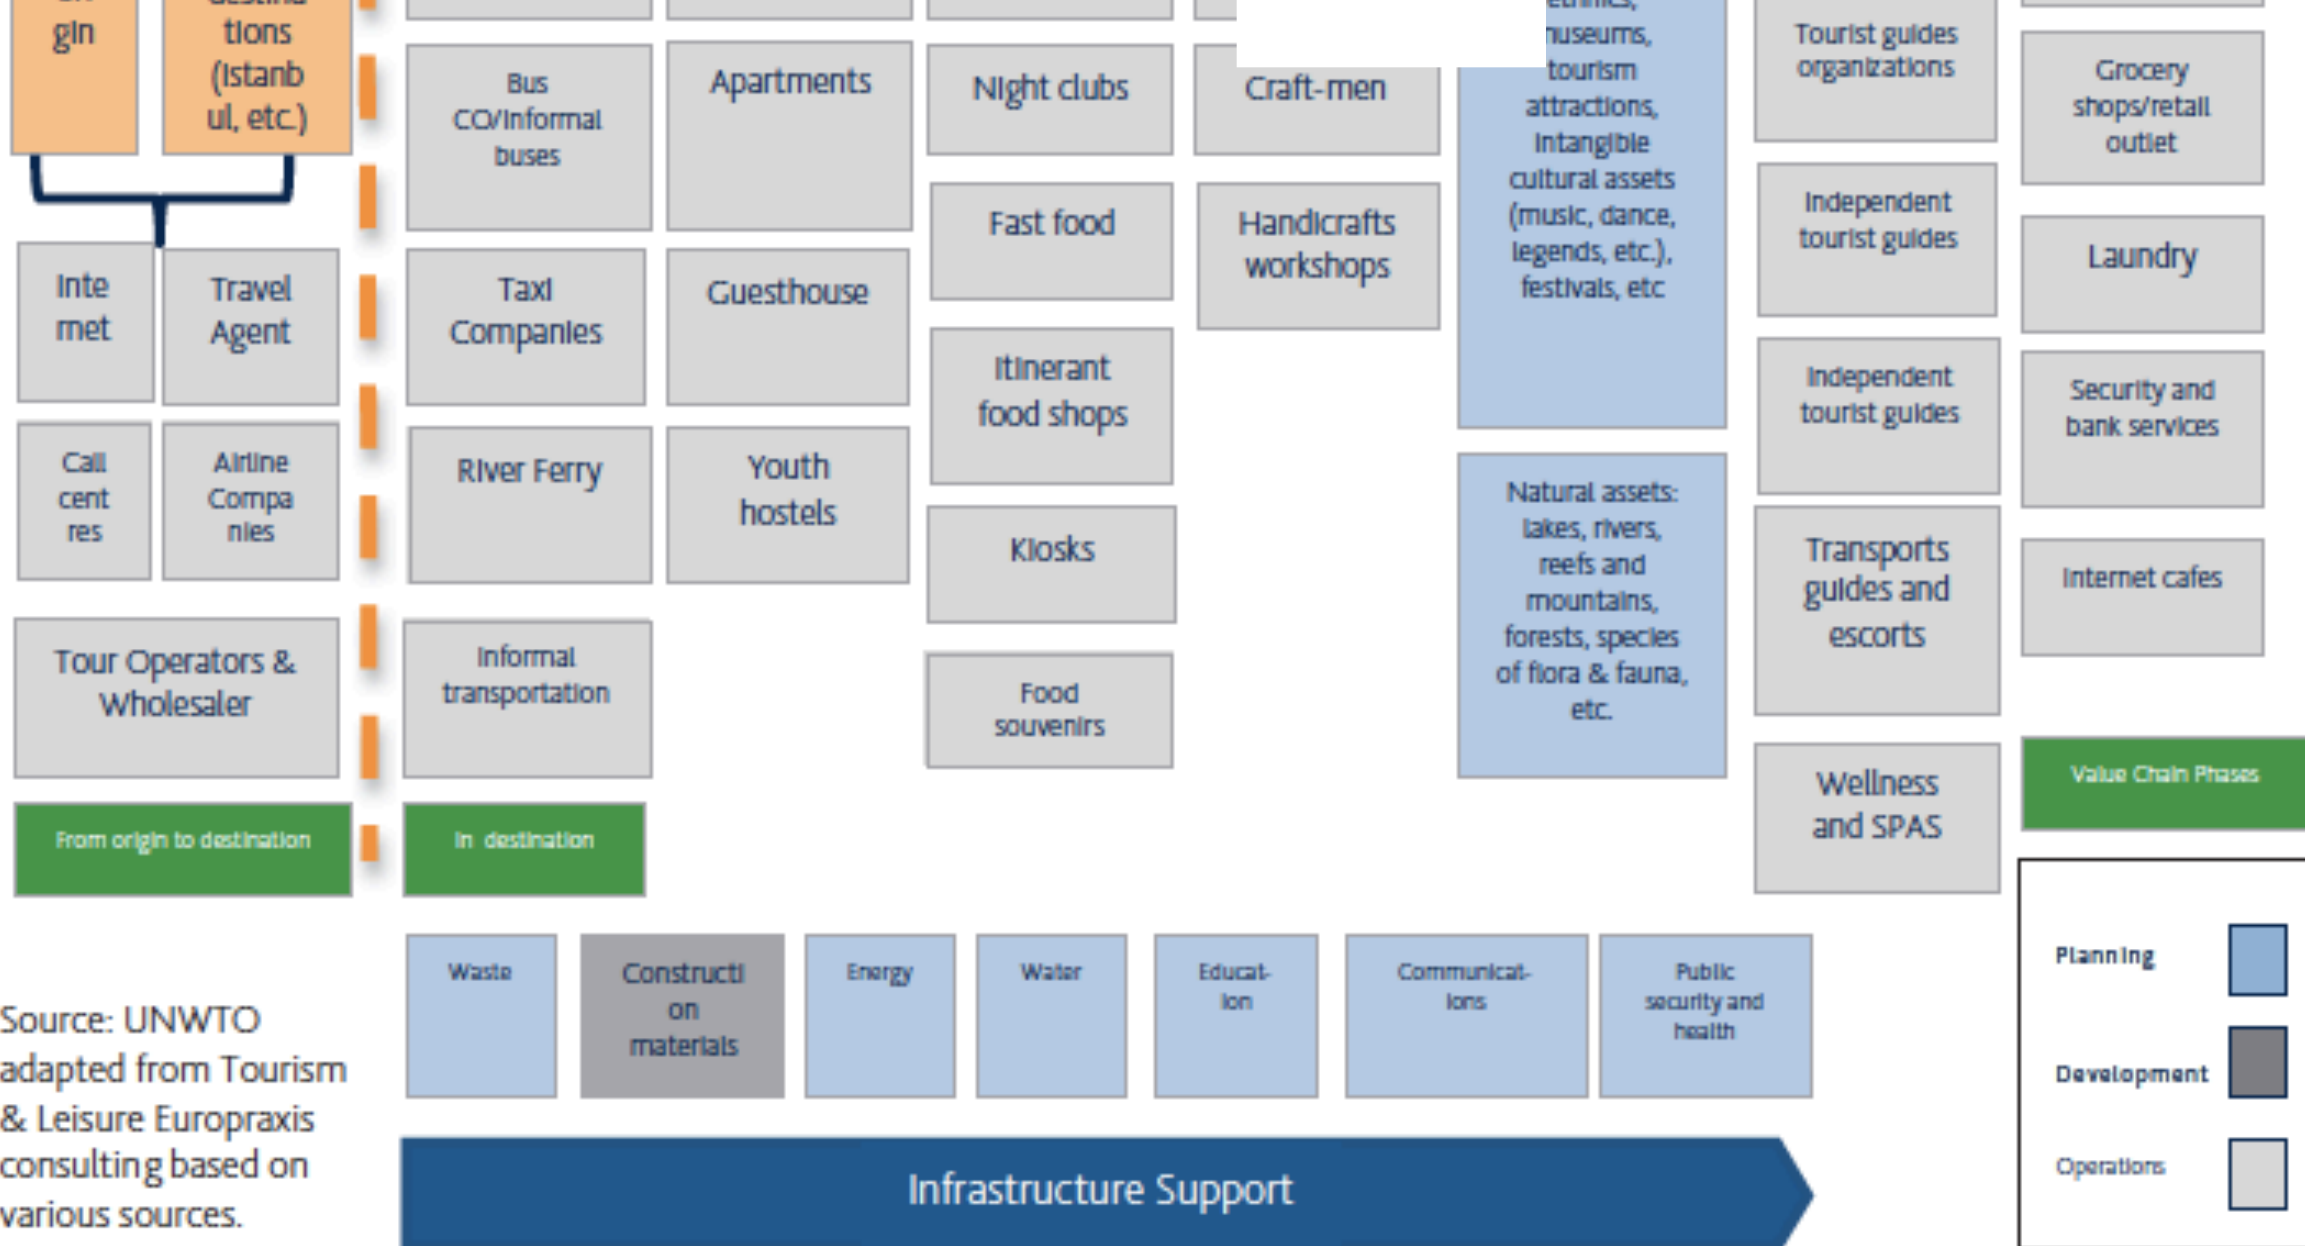 gin
tions
(Istanb
ul, etc.)
Inte
rnet
Travel
Agent
Call
cent
res
Airline
Compa
nies
Tour Operators &
Wholesaler
From origin to destination
Bus
CO/Informal
buses
Taxi
Companies
River Ferry
Informal
transportation
In destination
Apartments
Guesthouse
Youth
hostels
Night clubs
Fast food
Itinerant
food shops
Kiosks
Food
souvenirs
Craft-men
Handicrafts
workshops
tourism
attractions,
intangible
cultural assets
(music, dance,
legends, etc.),
festivals, etc
Natural assets:
lakes, rivers,
reefs and
mountains,
forests, species
of flora & fauna,
etc.
Tourist guides
organizations
Independent
tourist guides
Independent
tourist guides
Transports
guides and
escorts
Wellness
and SPAS
Grocery
shops/retail
outlet
Laundry
Security and
bank services
Internet cafes
Value Chain Phases
Planning
Development
Operations
Waste
Constructi
on
materials
Energy
Water
Educat-
ion
Communicat-
ions
Public
security and
health
Infrastructure Support
Source: UNWTO
adapted from Tourism
& Leisure Europraxis
consulting based on
various sources.